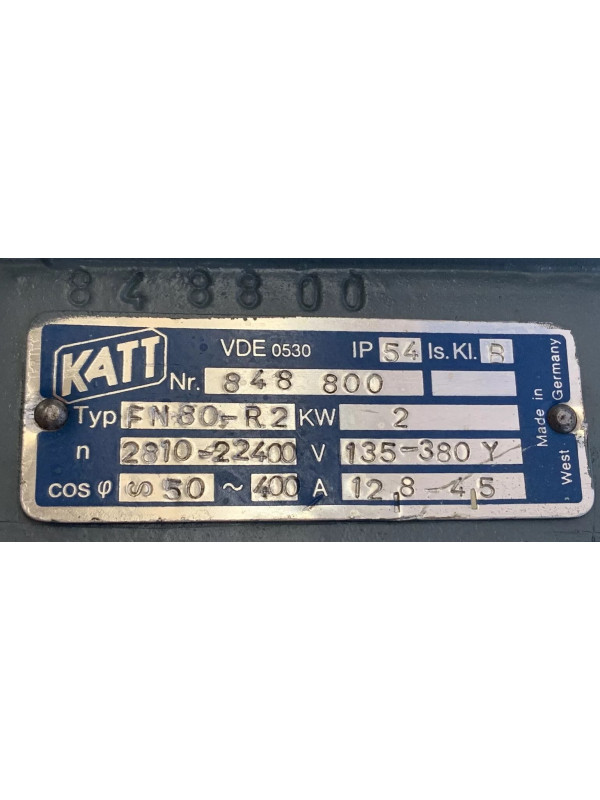 848800
KATT
VDE 0530 IP 54 Is. Kl. B
Nr. 848 800
Typ FN 80-R2 KW 2
n 2810-22400 V 135-380 Y
cos φ ∽ 50 ~ 400 A 12,8-4,5
West Made in Germany